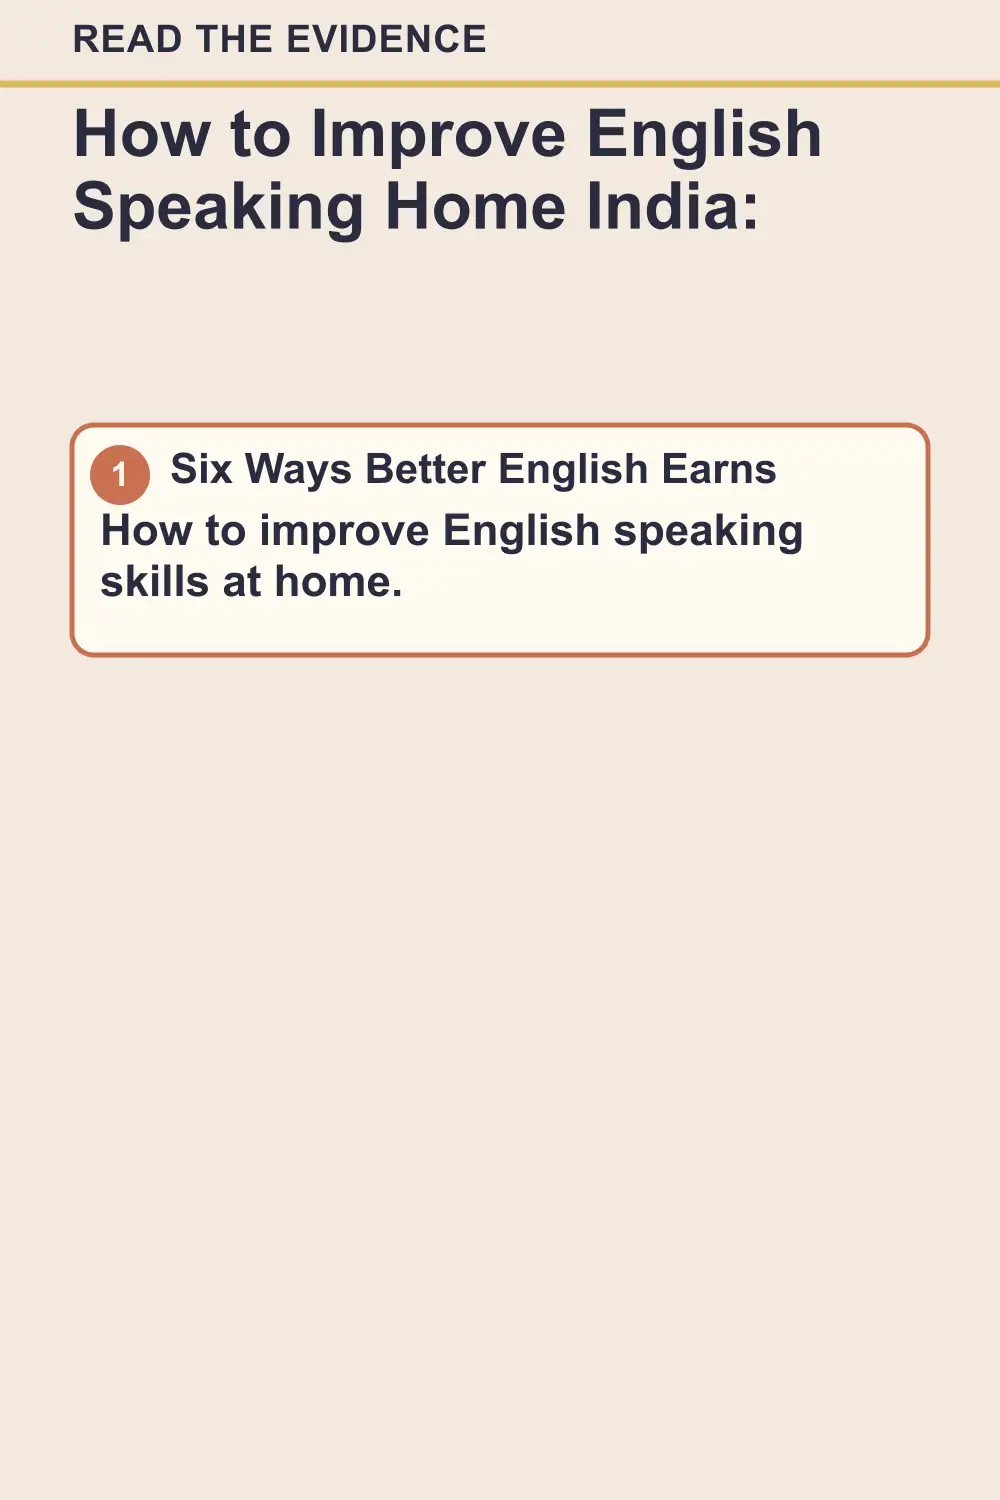 READ THE EVIDENCE
How to Improve English
Speaking Home India:
1 Six Ways Better English Earns
How to improve English speaking
skills at home.